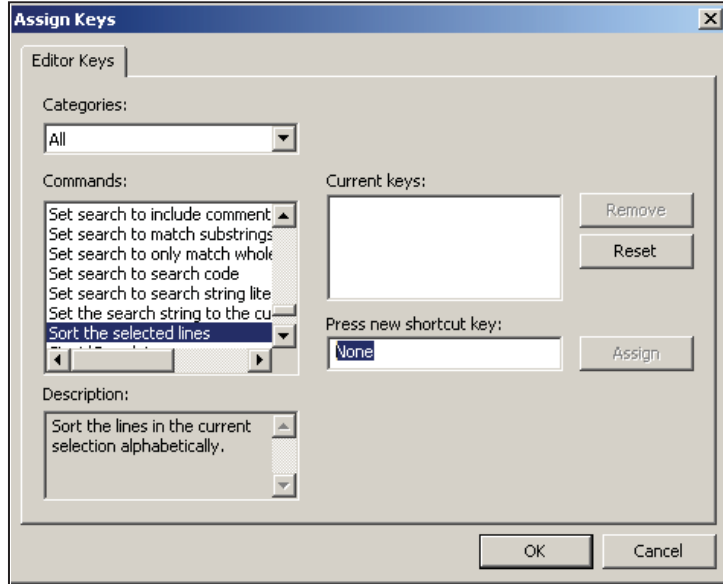 Assign Keys
Editor Keys
Categories:
All
Commands:
Set search to include comment
Set search to match substrings
Set search to only match whole
Set search to search code
Set search to search string lite
Set the search string to the cu
Sort the selected lines
Description:
Sort the lines in the current
selection alphabetically.
Current keys:
Remove
Reset
Press new shortcut key:
None
Assign
OK
Cancel